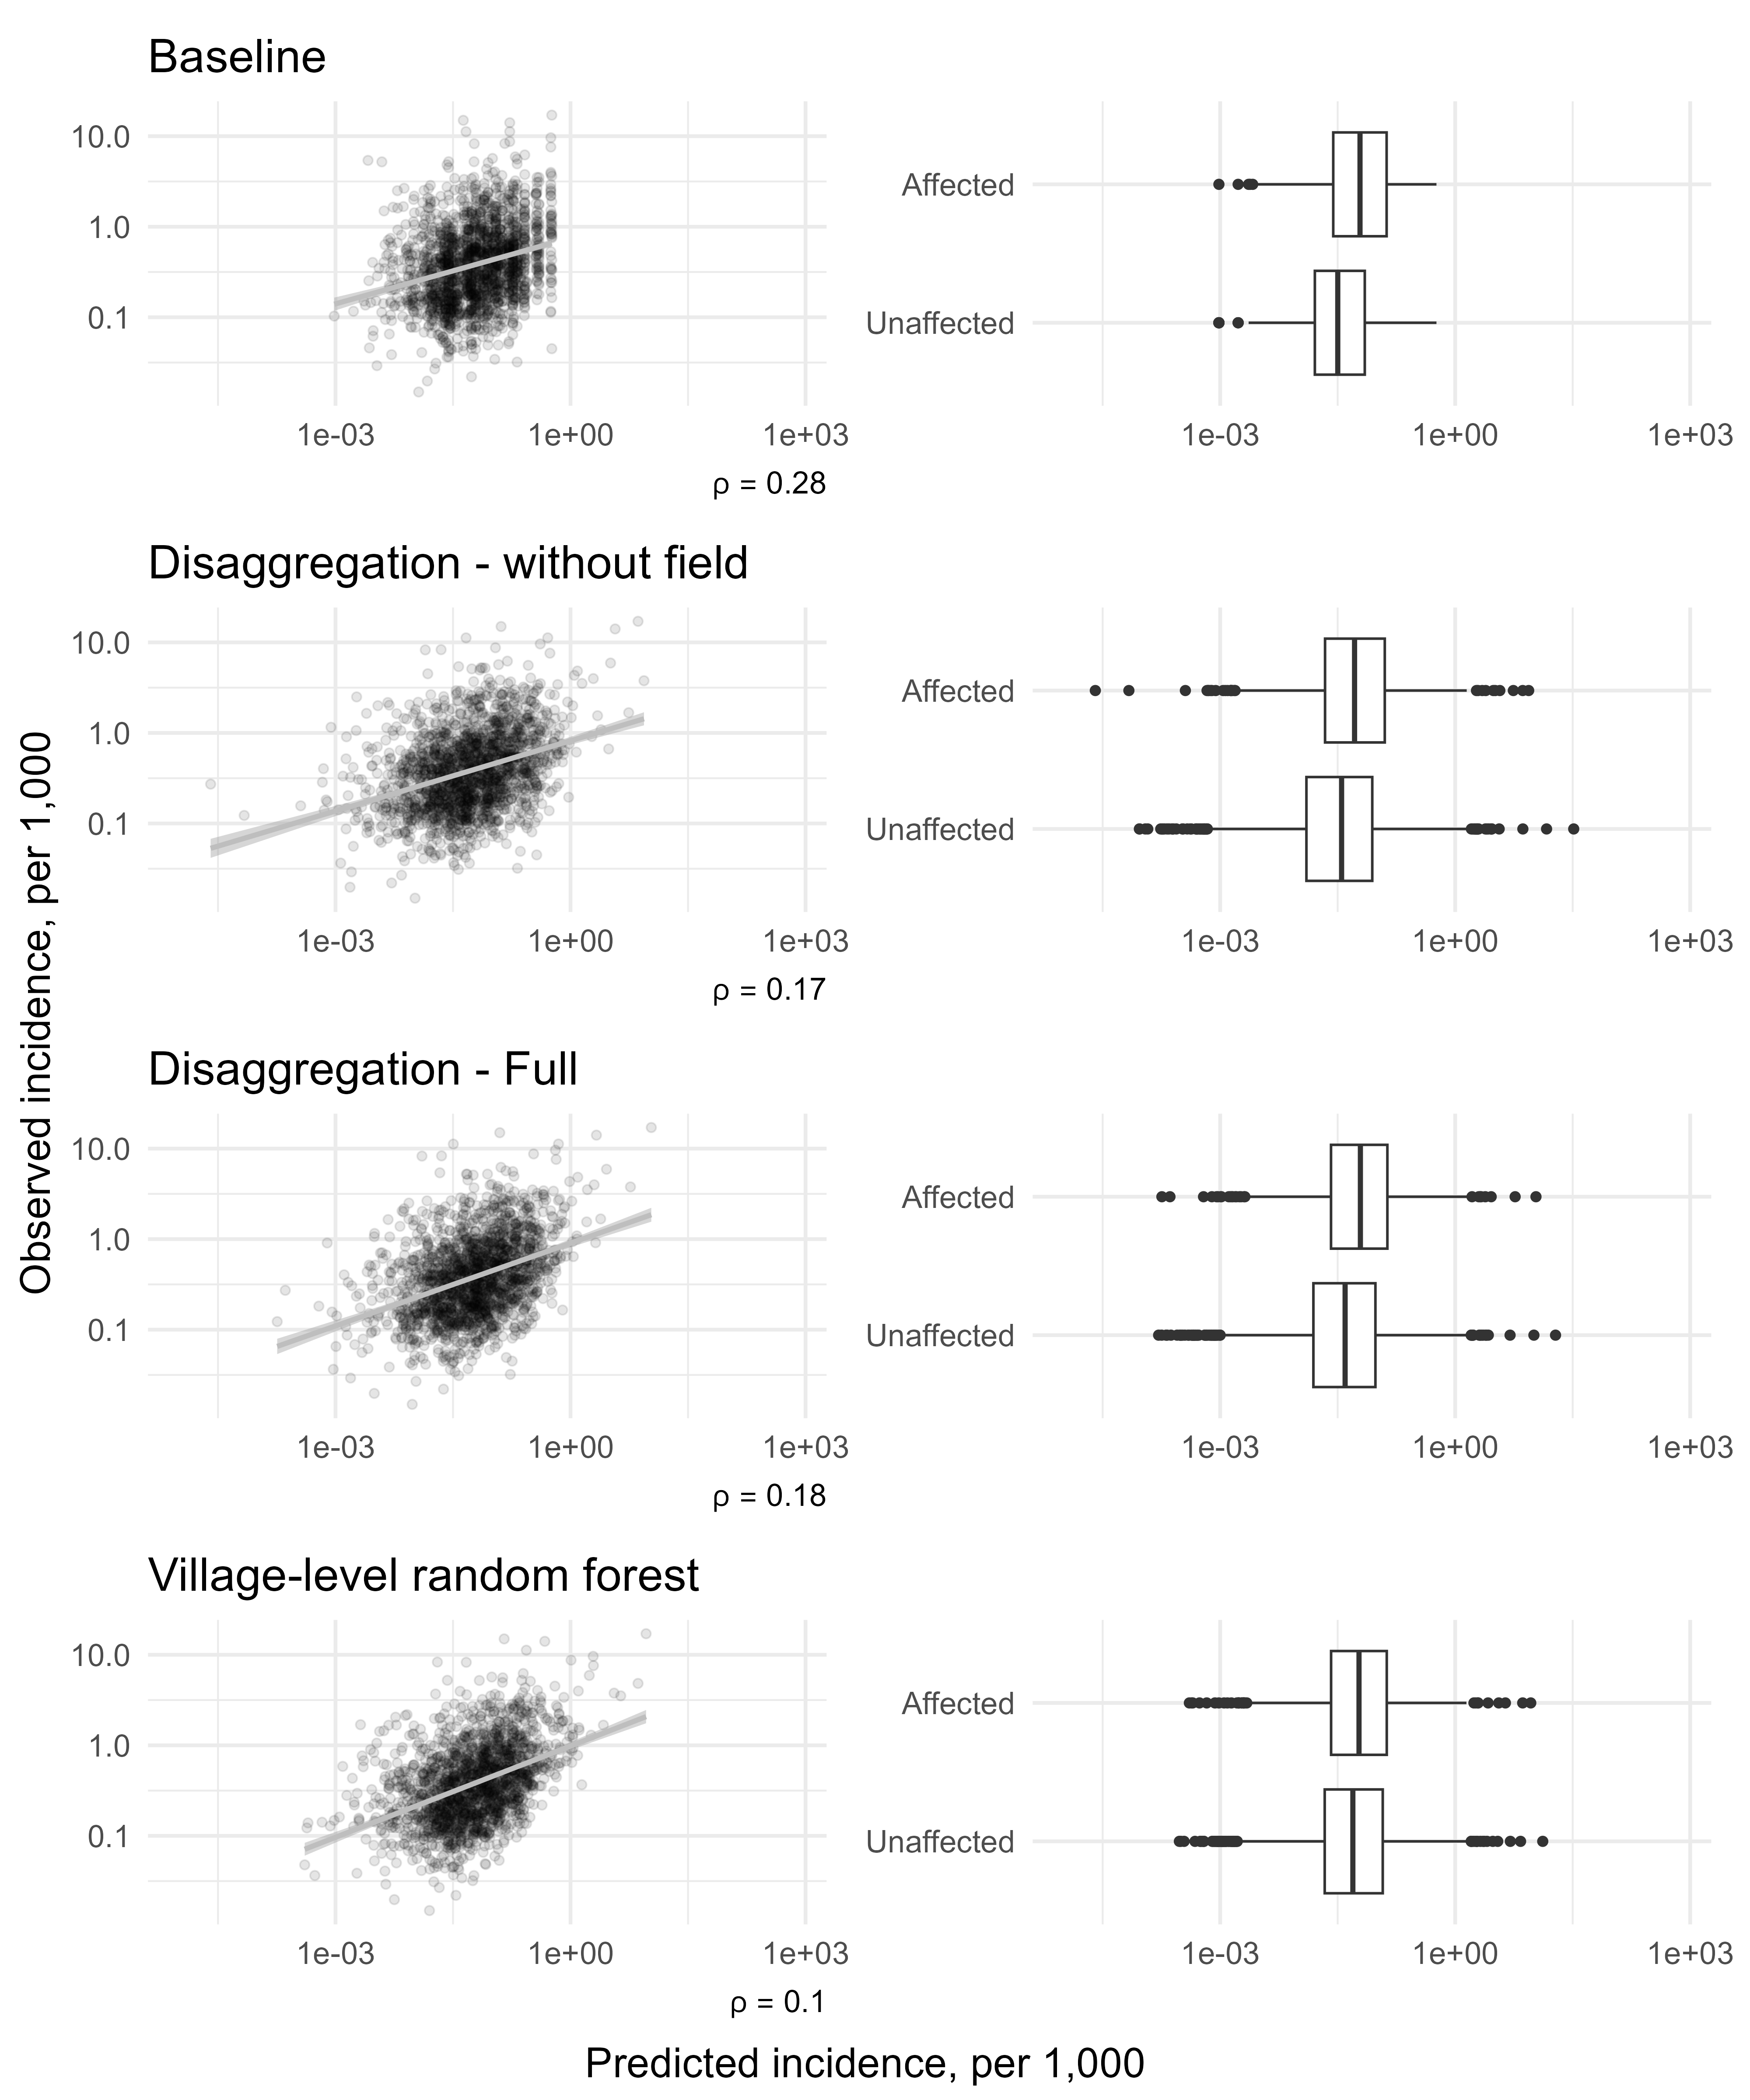 Baseline
10.0
1.0
0.1
1e-03 1e+00 1e+03
ρ = 0.28
Affected
Unaffected
1e-03 1e+00 1e+03
Disaggregation - without field
10.0
1.0
0.1
1e-03 1e+00 1e+03
ρ = 0.17
Affected
Unaffected
1e-03 1e+00 1e+03
Observed incidence, per 1,000
Disaggregation - Full
10.0
1.0
0.1
1e-03 1e+00 1e+03
ρ = 0.18
Affected
Unaffected
1e-03 1e+00 1e+03
Village-level random forest
10.0
1.0
0.1
1e-03 1e+00 1e+03
ρ = 0.1
Affected
Unaffected
1e-03 1e+00 1e+03
Predicted incidence, per 1,000